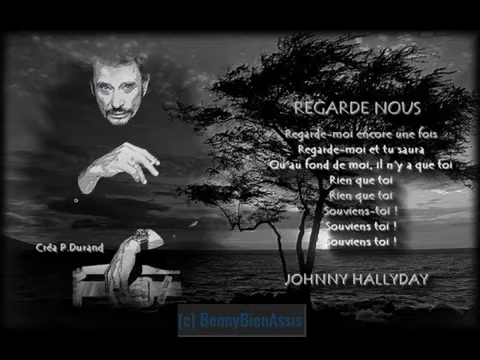 REGARDE NOUS
Regarde-moi encore une fois
Regarde-moi et tu saura
Qu'au fond de moi, il n'y a que toi
Rien que toi
Rien que toi
Souviens-toi !
Souviens toi !
Souviens toi !
Créa P.Durand
JOHNNY HALLYDAY
(c) BennyBienAssis